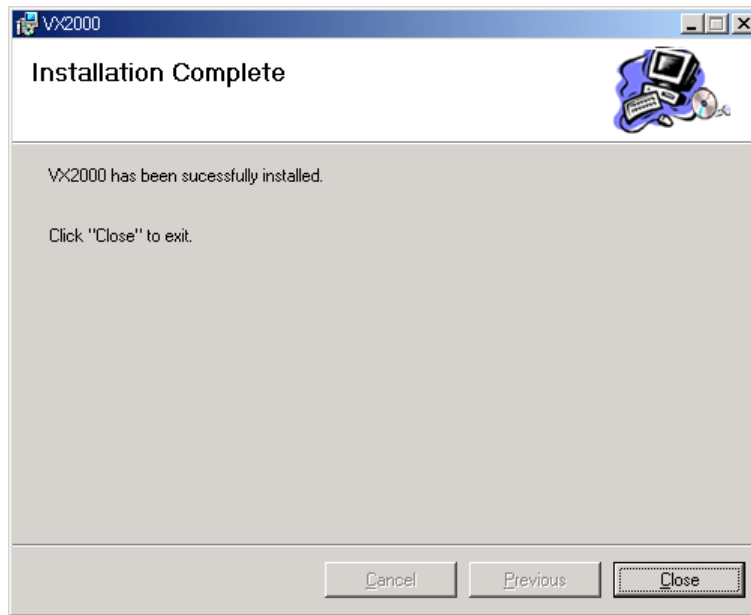 VX2000
Installation Complete
VX2000 has been sucessfully installed.
Click "Close" to exit.
Cancel
Previous
Close